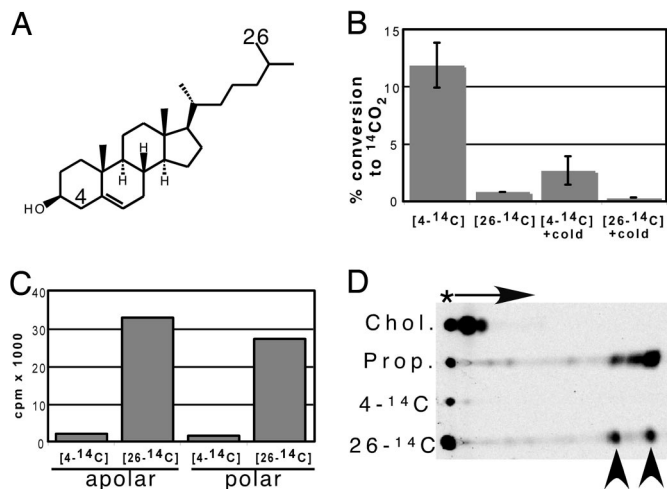 A
26
H
H
H
HO
4
B
% conversion
to ¹⁴CO₂
15
10
5
0
[4-¹⁴C] [26-¹⁴C] [4-¹⁴C] [26-¹⁴C]
+cold +cold
C
cpm x 1000
40
30
20
10
0
[4-¹⁴C] [26-¹⁴C] [4-¹⁴C] [26-¹⁴C]
apolar polar
D
*
Chol.
Prop.
4-¹⁴C
26-¹⁴C